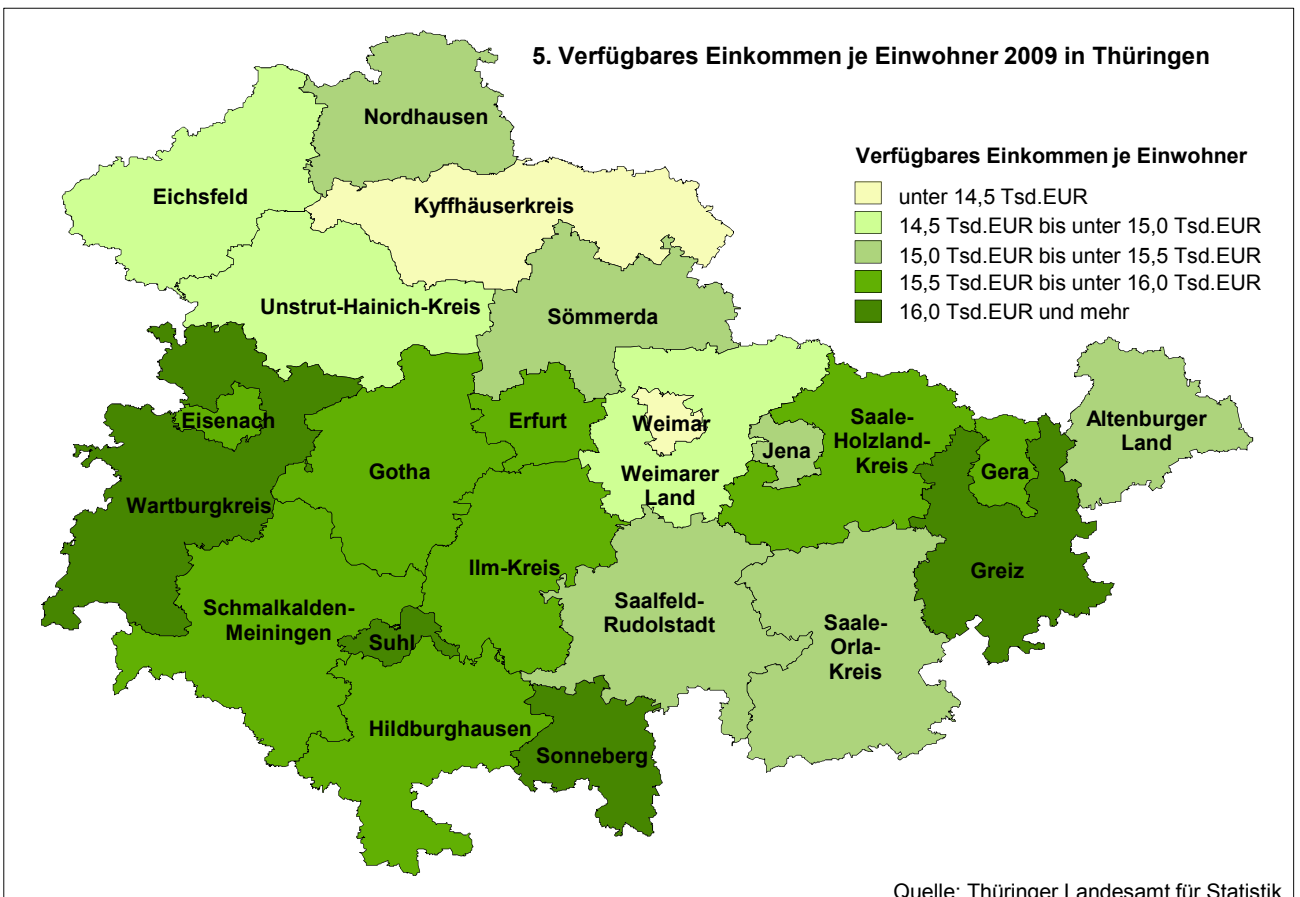 5. Verfügbares Einkommen je Einwohner 2009 in Thüringen
Verfügbares Einkommen je Einwohner
unter 14,5 Tsd.EUR
14,5 Tsd.EUR bis unter 15,0 Tsd.EUR
15,0 Tsd.EUR bis unter 15,5 Tsd.EUR
15,5 Tsd.EUR bis unter 16,0 Tsd.EUR
16,0 Tsd.EUR und mehr
Nordhausen
Eichsfeld
Kyffhäuserkreis
Unstrut-Hainich-Kreis
Sömmerda
Eisenach
Erfurt
Weimar
Saale-
Holzland-
Kreis
Altenburger
Land
Jena
Gotha
Weimarer
Land
Gera
Wartburgkreis
Ilm-Kreis
Greiz
Schmalkalden-
Meiningen
Saalfeld-
Rudolstadt
Saale-
Orla-
Kreis
Suhl
Hildburghausen
Sonneberg
Quelle: Thüringer Landesamt für Statistik